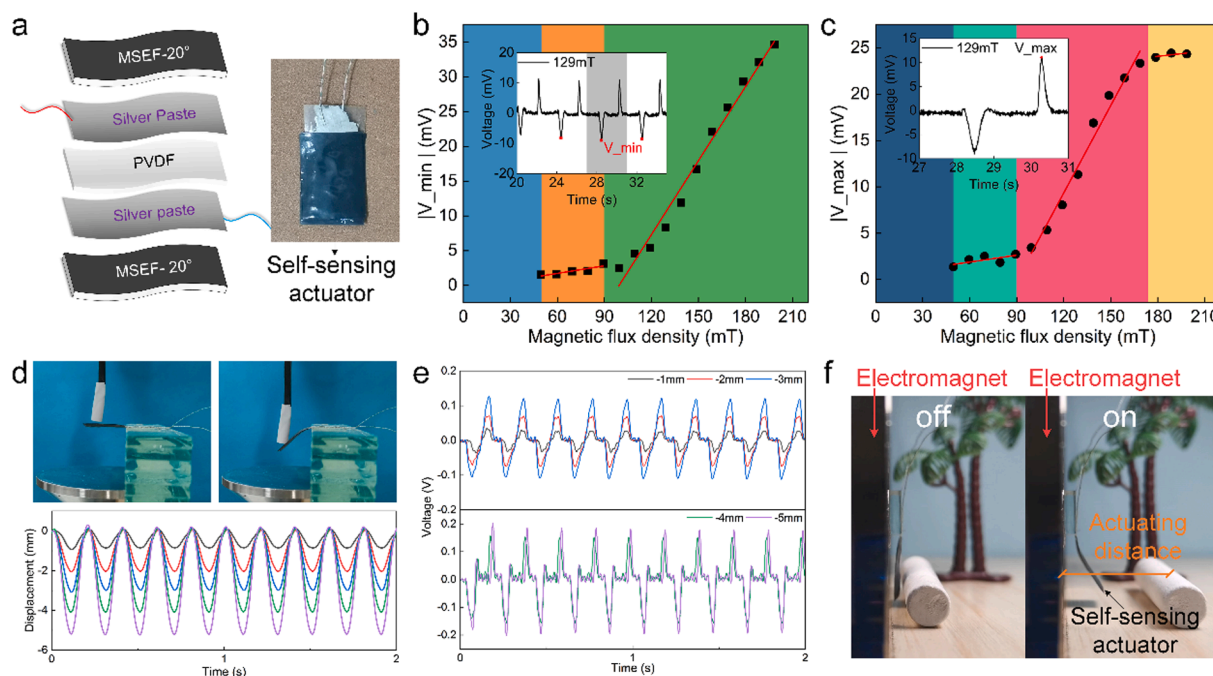 a
MSEF-20°
Silver Paste
PVDF
Silver paste
MSEF- 20°
Self-sensing
actuator
b
35
30
25
20
15
10
5
0
|V_min | (mV)
0 30 60 90 120 150 180 210
Magnetic flux density (mT)
129mT
20
10
0
-10
-20
Voltage (mV)
V_min
20 24 28 32
Time (s)
c
25
20
15
10
5
0
|V_max | (mV)
0 30 60 90 120 150 180 210
Magnetic flux density (mT)
129mT
V_max
10
5
0
-5
-10
Voltage (mV)
27 28 29 30 31
Time (s)
d
0
-2
-4
-6
Displacement (mm)
0 1 2
Time (s)
e
-1mm -2mm -3mm
0.2
0.1
0.0
-0.1
-0.2
Voltage (V)
-4mm -5mm
0.2
0.1
0.0
-0.1
-0.2
0 1 2
Time (s)
f
Electromagnet
off
Electromagnet
on
Actuating
distance
Self-sensing
actuator